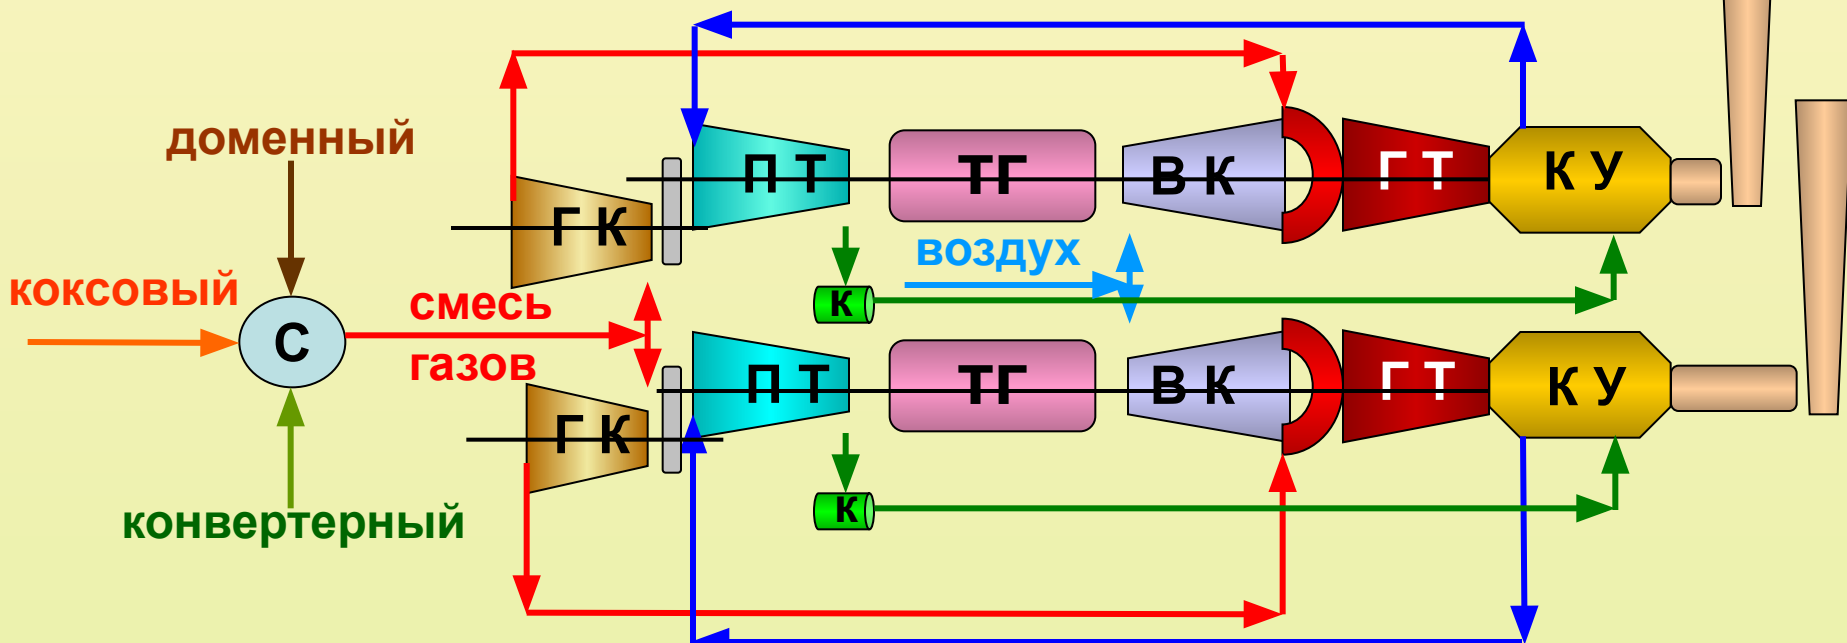 доменный
коксовый
С
конвертерный
смесь
газов
Г К
П Т
ТГ
В К
Г Т
К У
воздух
к
Г К
П Т
ТГ
В К
Г Т
К У
к